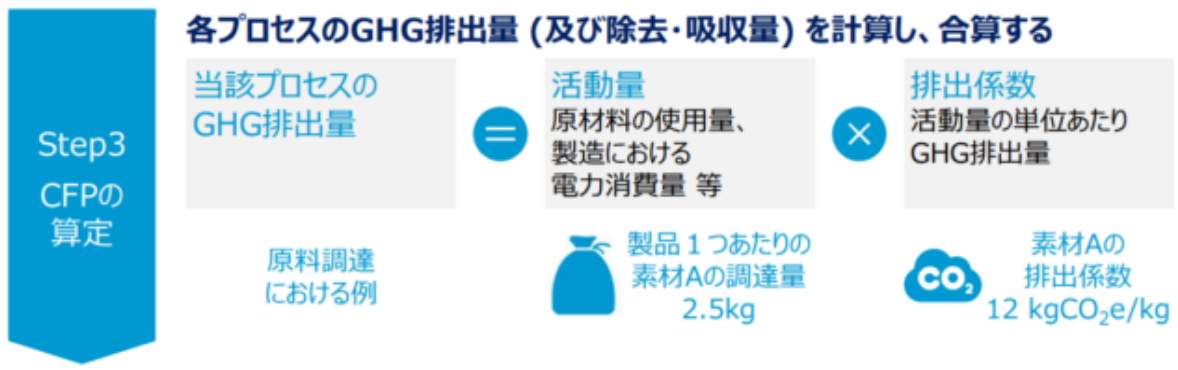 各プロセスのGHG排出量 (及び除去・吸収量) を計算し、合算する
Step3
CFPの
算定
当該プロセスの
GHG排出量
=
活動量
原材料の使用量、
製造における
電力消費量 等
×
排出係数
活動量の単位あたり
GHG排出量
原料調達
における例
製品１つあたりの
素材Aの調達量
2.5kg
CO₂
素材Aの
排出係数
12 kgCO₂e/kg